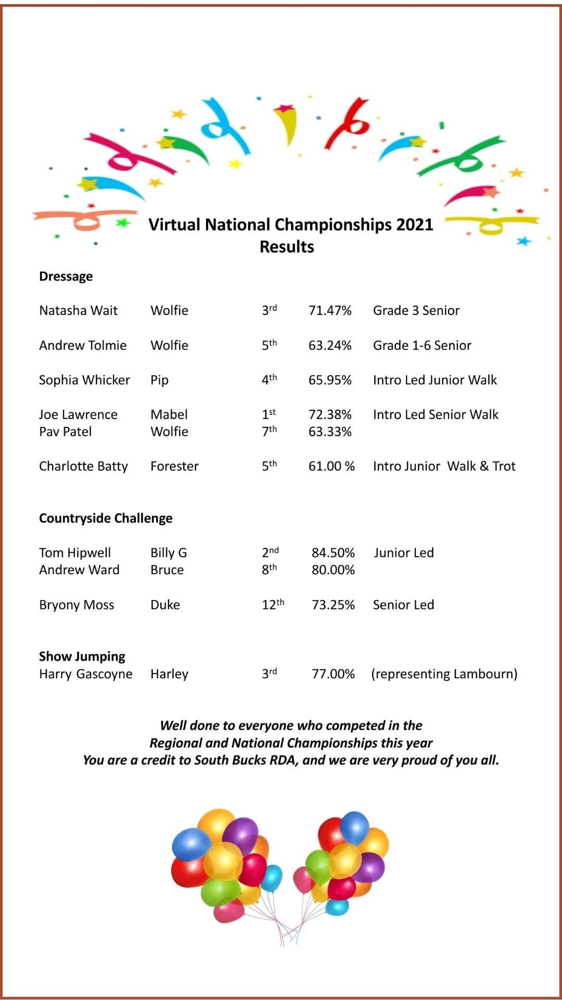 Virtual National Championships 2021
Results
Dressage
Natasha Wait Wolfie 3rd 71.47% Grade 3 Senior
Andrew Tolmie Wolfie 5th 63.24% Grade 1-6 Senior
Sophia Whicker Pip 4th 65.95% Intro Led Junior Walk
Joe Lawrence Mabel 1st 72.38% Intro Led Senior Walk
Pav Patel Wolfie 7th 63.33%
Charlotte Batty Forester 5th 61.00 % Intro Junior Walk & Trot
Countryside Challenge
Tom Hipwell Billy G 2nd 84.50% Junior Led
Andrew Ward Bruce 8th 80.00%
Bryony Moss Duke 12th 73.25% Senior Led
Show Jumping
Harry Gascoyne Harley 3rd 77.00% (representing Lambourn)
Well done to everyone who competed in the
Regional and National Championships this year
You are a credit to South Bucks RDA, and we are very proud of you all.